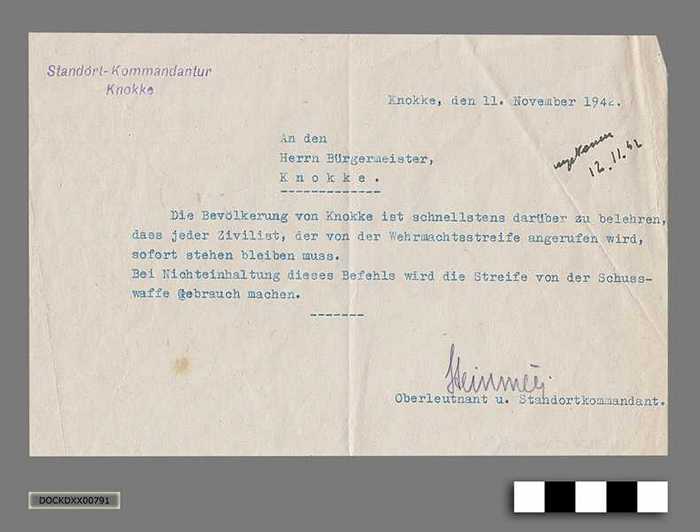 Standort-Kommandantur
Knokke
Knokke, den 11. November 1942.
An den
Herrn Bürgermeister,
K n o k k e .
12.11.42
Die Bevölkerung von Knokke ist schnellstens darüber zu belehren,
dass jeder Zivilist, der von der Wehrmachtsstreife angerufen wird,
sofort stehen bleiben muss.
Bei Nichteinhaltung dieses Befehls wird die Streife von der Schuss-
waffe Gebrauch machen.
Oberleutnant u. Standortkommandant.
DOCKDXX00791